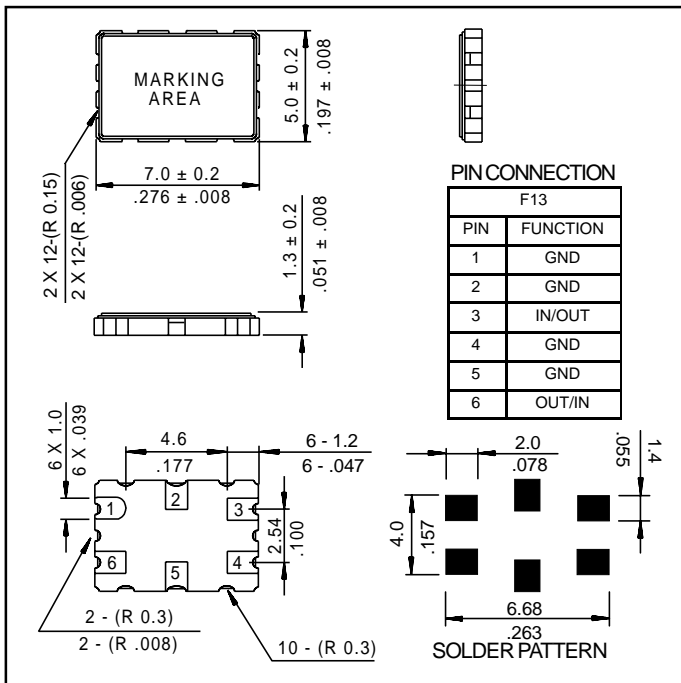 MARKING
AREA
5.0 ± 0.2
.197 ± .008
7.0 ± 0.2
.276 ± .008
2 X 12-(R 0.15)
2 X 12-(R .006)
1.3 ± 0.2
.051 ± .008
PIN CONNECTION
F13
PIN FUNCTION
1 GND
2 GND
3 IN/OUT
4 GND
5 GND
6 OUT/IN
6 X 1.0
6 X .039
4.6
.177
6 - 1.2
6 - .047
1
2
3
2.54
.100
6
5
4
2 - (R 0.3)
2 - (R .008)
10 - (R 0.3)
2.0
.078
1.4
.055
4.0
.157
6.68
.263
SOLDER PATTERN